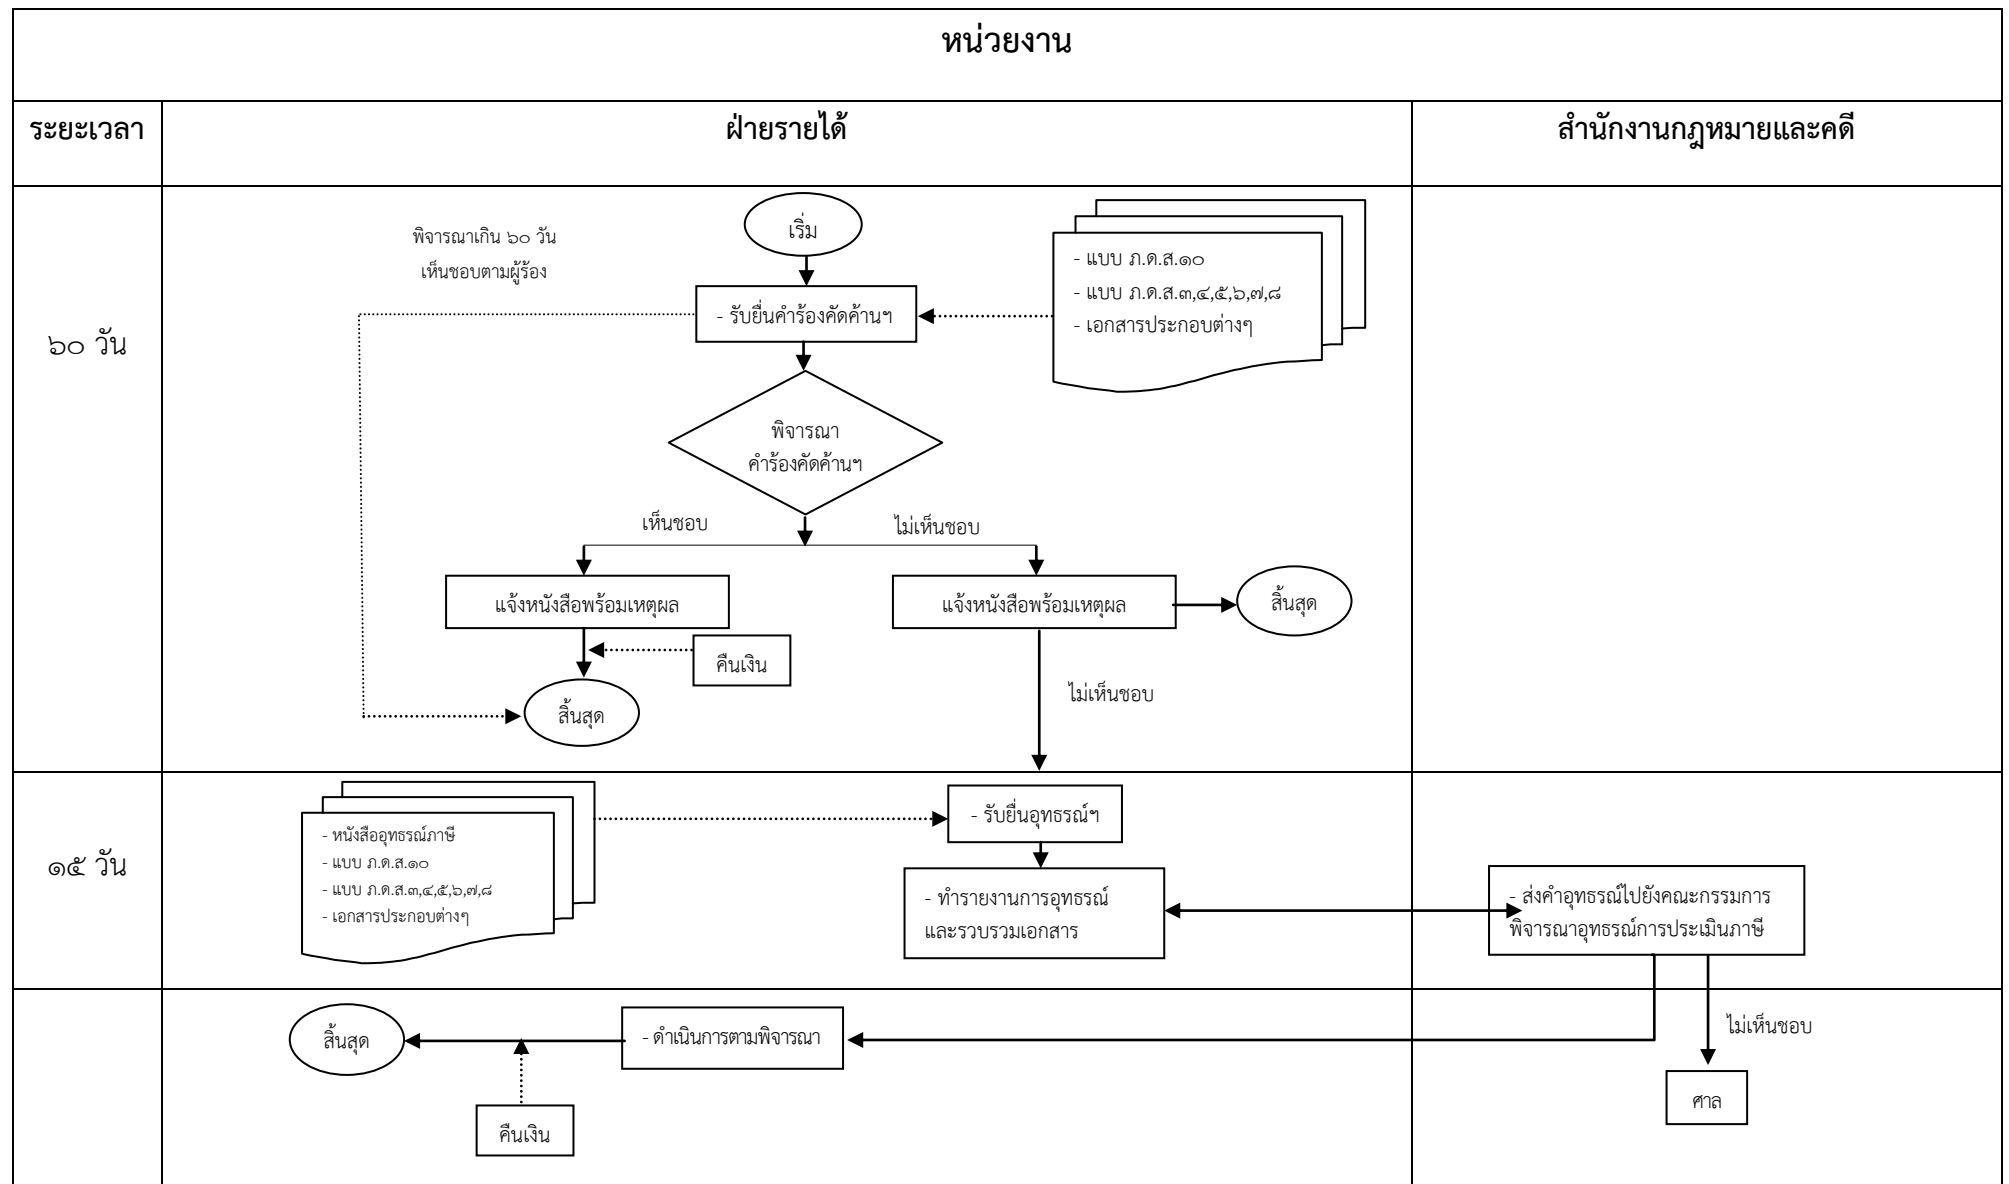 หน่วยงาน
ระยะเวลา
ฝ่ายรายได้
สำนักงานกฎหมายและคดี
๖๐ วัน
เริ่ม
พิจารณาเกิน ๖๐ วัน
เห็นชอบตามผู้ร้อง
- แบบ ภ.ด.ส.๑๐
- แบบ ภ.ด.ส.๓,๔,๕,๖,๗,๘
- เอกสารประกอบต่างๆ
- รับยื่นคำร้องคัดค้านฯ
พิจารณา
คำร้องคัดค้านฯ
เห็นชอบ
ไม่เห็นชอบ
แจ้งหนังสือพร้อมเหตุผล
แจ้งหนังสือพร้อมเหตุผล
สิ้นสุด
คืนเงิน
สิ้นสุด
ไม่เห็นชอบ
๑๕ วัน
- หนังสืออุทธรณ์ภาษี
- แบบ ภ.ด.ส.๑๐
- แบบ ภ.ด.ส.๓,๔,๕,๖,๗,๘
- เอกสารประกอบต่างๆ
- รับยื่นอุทธรณ์ฯ
- ทำรายงานการอุทธรณ์
และรวบรวมเอกสาร
- ส่งคำอุทธรณ์ไปยังคณะกรรมการ
พิจารณาอุทธรณ์การประเมินภาษี
สิ้นสุด
- ดำเนินการตามพิจารณา
ไม่เห็นชอบ
คืนเงิน
ศาล